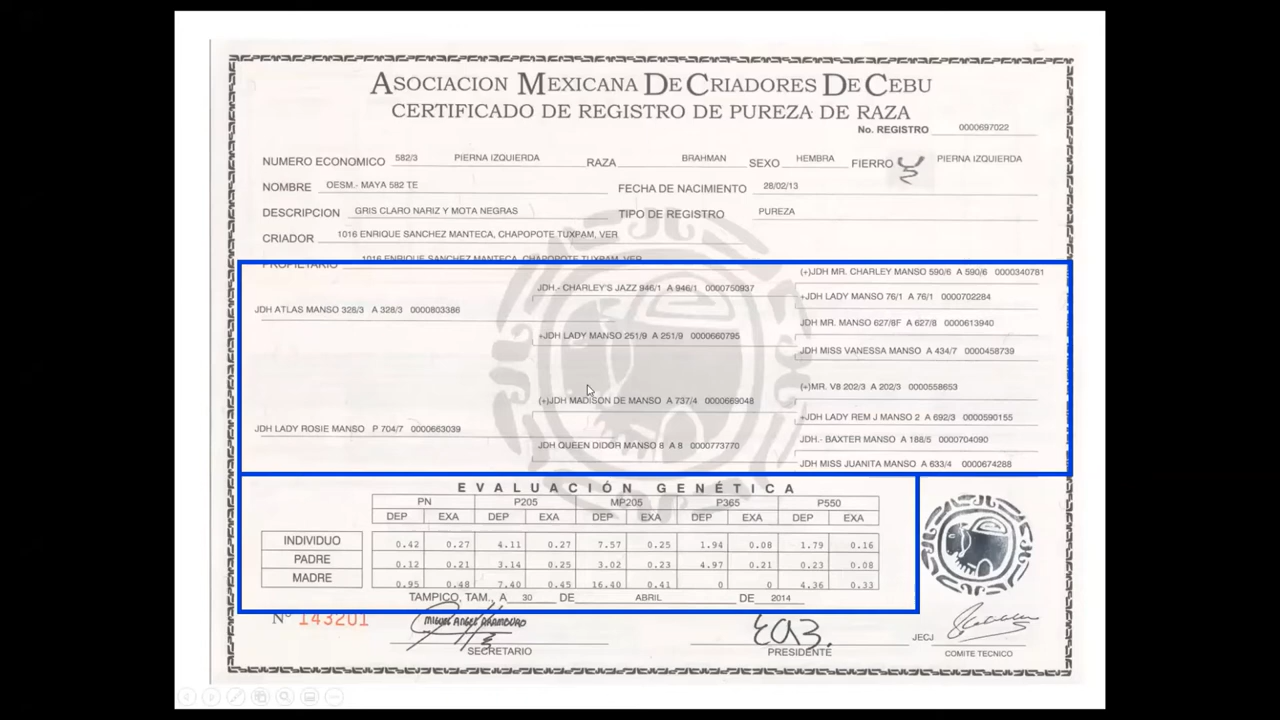 ASOCIACION MEXICANA DE CRIADORES DE CEBU
CERTIFICADO DE REGISTRO DE PUREZA DE RAZA
No. REGISTRO 0000697022
NUMERO ECONOMICO 582/3 PIERNA IZQUIERDA RAZA BRAHMAN SEXO HEMBRA FIERRO PIERNA IZQUIERDA
NOMBRE OESM.- MAYA 582 TE FECHA DE NACIMIENTO 28/02/13
DESCRIPCION GRIS CLARO NARIZ Y MOTA NEGRAS TIPO DE REGISTRO PUREZA
CRIADOR 1016 ENRIQUE SANCHEZ MANTECA, CHAPOPOTE TUXPAM, VER
PROPIETARIO 1016 ENRIQUE SANCHEZ MANTECA, CHAPOPOTE TUXPAM, VER
(+)JDH MR. CHARLEY MANSO 590/6 A 590/6 0000340781
JDH.- CHARLEY'S JAZZ 946/1 A 946/1 0000750937
+JDH LADY MANSO 76/1 A 76/1 0000702284
JDH ATLAS MANSO 328/3 A 328/3 0000803386
JDH MR. MANSO 627/8F A 627/8 0000613940
+JDH LADY MANSO 251/9 A 251/9 0000660795
JDH MISS VANESSA MANSO A 434/7 0000458739
(+)MR. V8 202/3 A 202/3 0000558653
(+)JDH MADISON DE MANSO A 737/4 0000669048
+JDH LADY REM J MANSO 2 A 692/3 0000590155
JDH LADY ROSIE MANSO P 704/7 0000663039
JDH.- BAXTER MANSO A 188/5 0000704090
JDH QUEEN DIDOR MANSO 8 A 8 0000773770
JDH MISS JUANITA MANSO A 633/4 0000674288
EVALUACIÓN GENÉTICA
PN P205 MP205 P365 P550
DEP EXA DEP EXA DEP EXA DEP EXA DEP EXA
INDIVIDUO 0.42 0.27 4.11 0.27 7.57 0.25 1.94 0.08 1.79 0.16
PADRE 0.12 0.21 3.14 0.25 3.02 0.23 4.97 0.21 0.23 0.08
MADRE 0.95 0.48 7.40 0.45 16.40 0.41 0 0 4.36 0.33
TAMPICO, TAM., A 30 DE ABRIL DE 2014
Nº 143201
MIGUEL ANGEL ARAMBURO
SECRETARIO
PRESIDENTE
JECJ
COMITE TECNICO